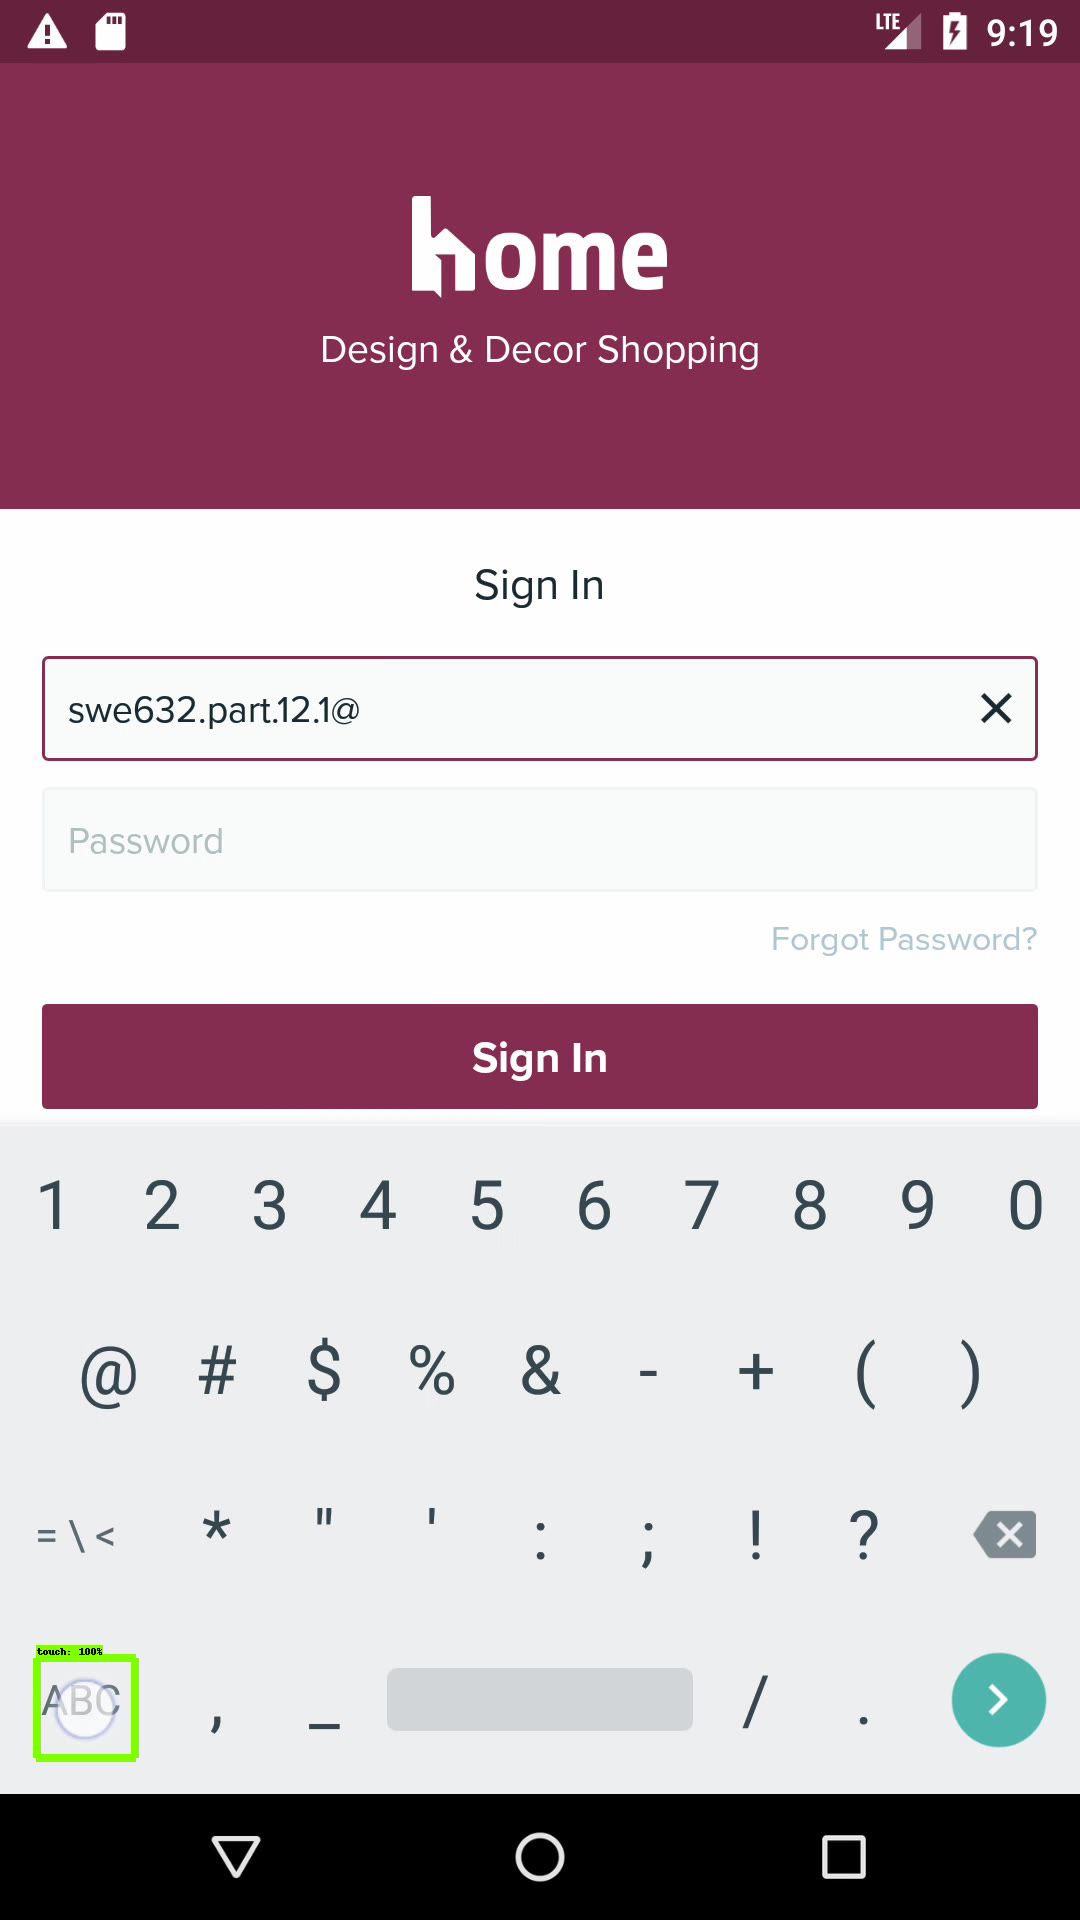 LTE 9:19
home
Design & Decor Shopping
Sign In
swe632.part.12.1@
Password
Forgot Password?
Sign In
1 2 3 4 5 6 7 8 9 0
@ # $ % & - + ( )
= \ < * " ' : ; ! ?
touch: 100%
ABC , _ / .